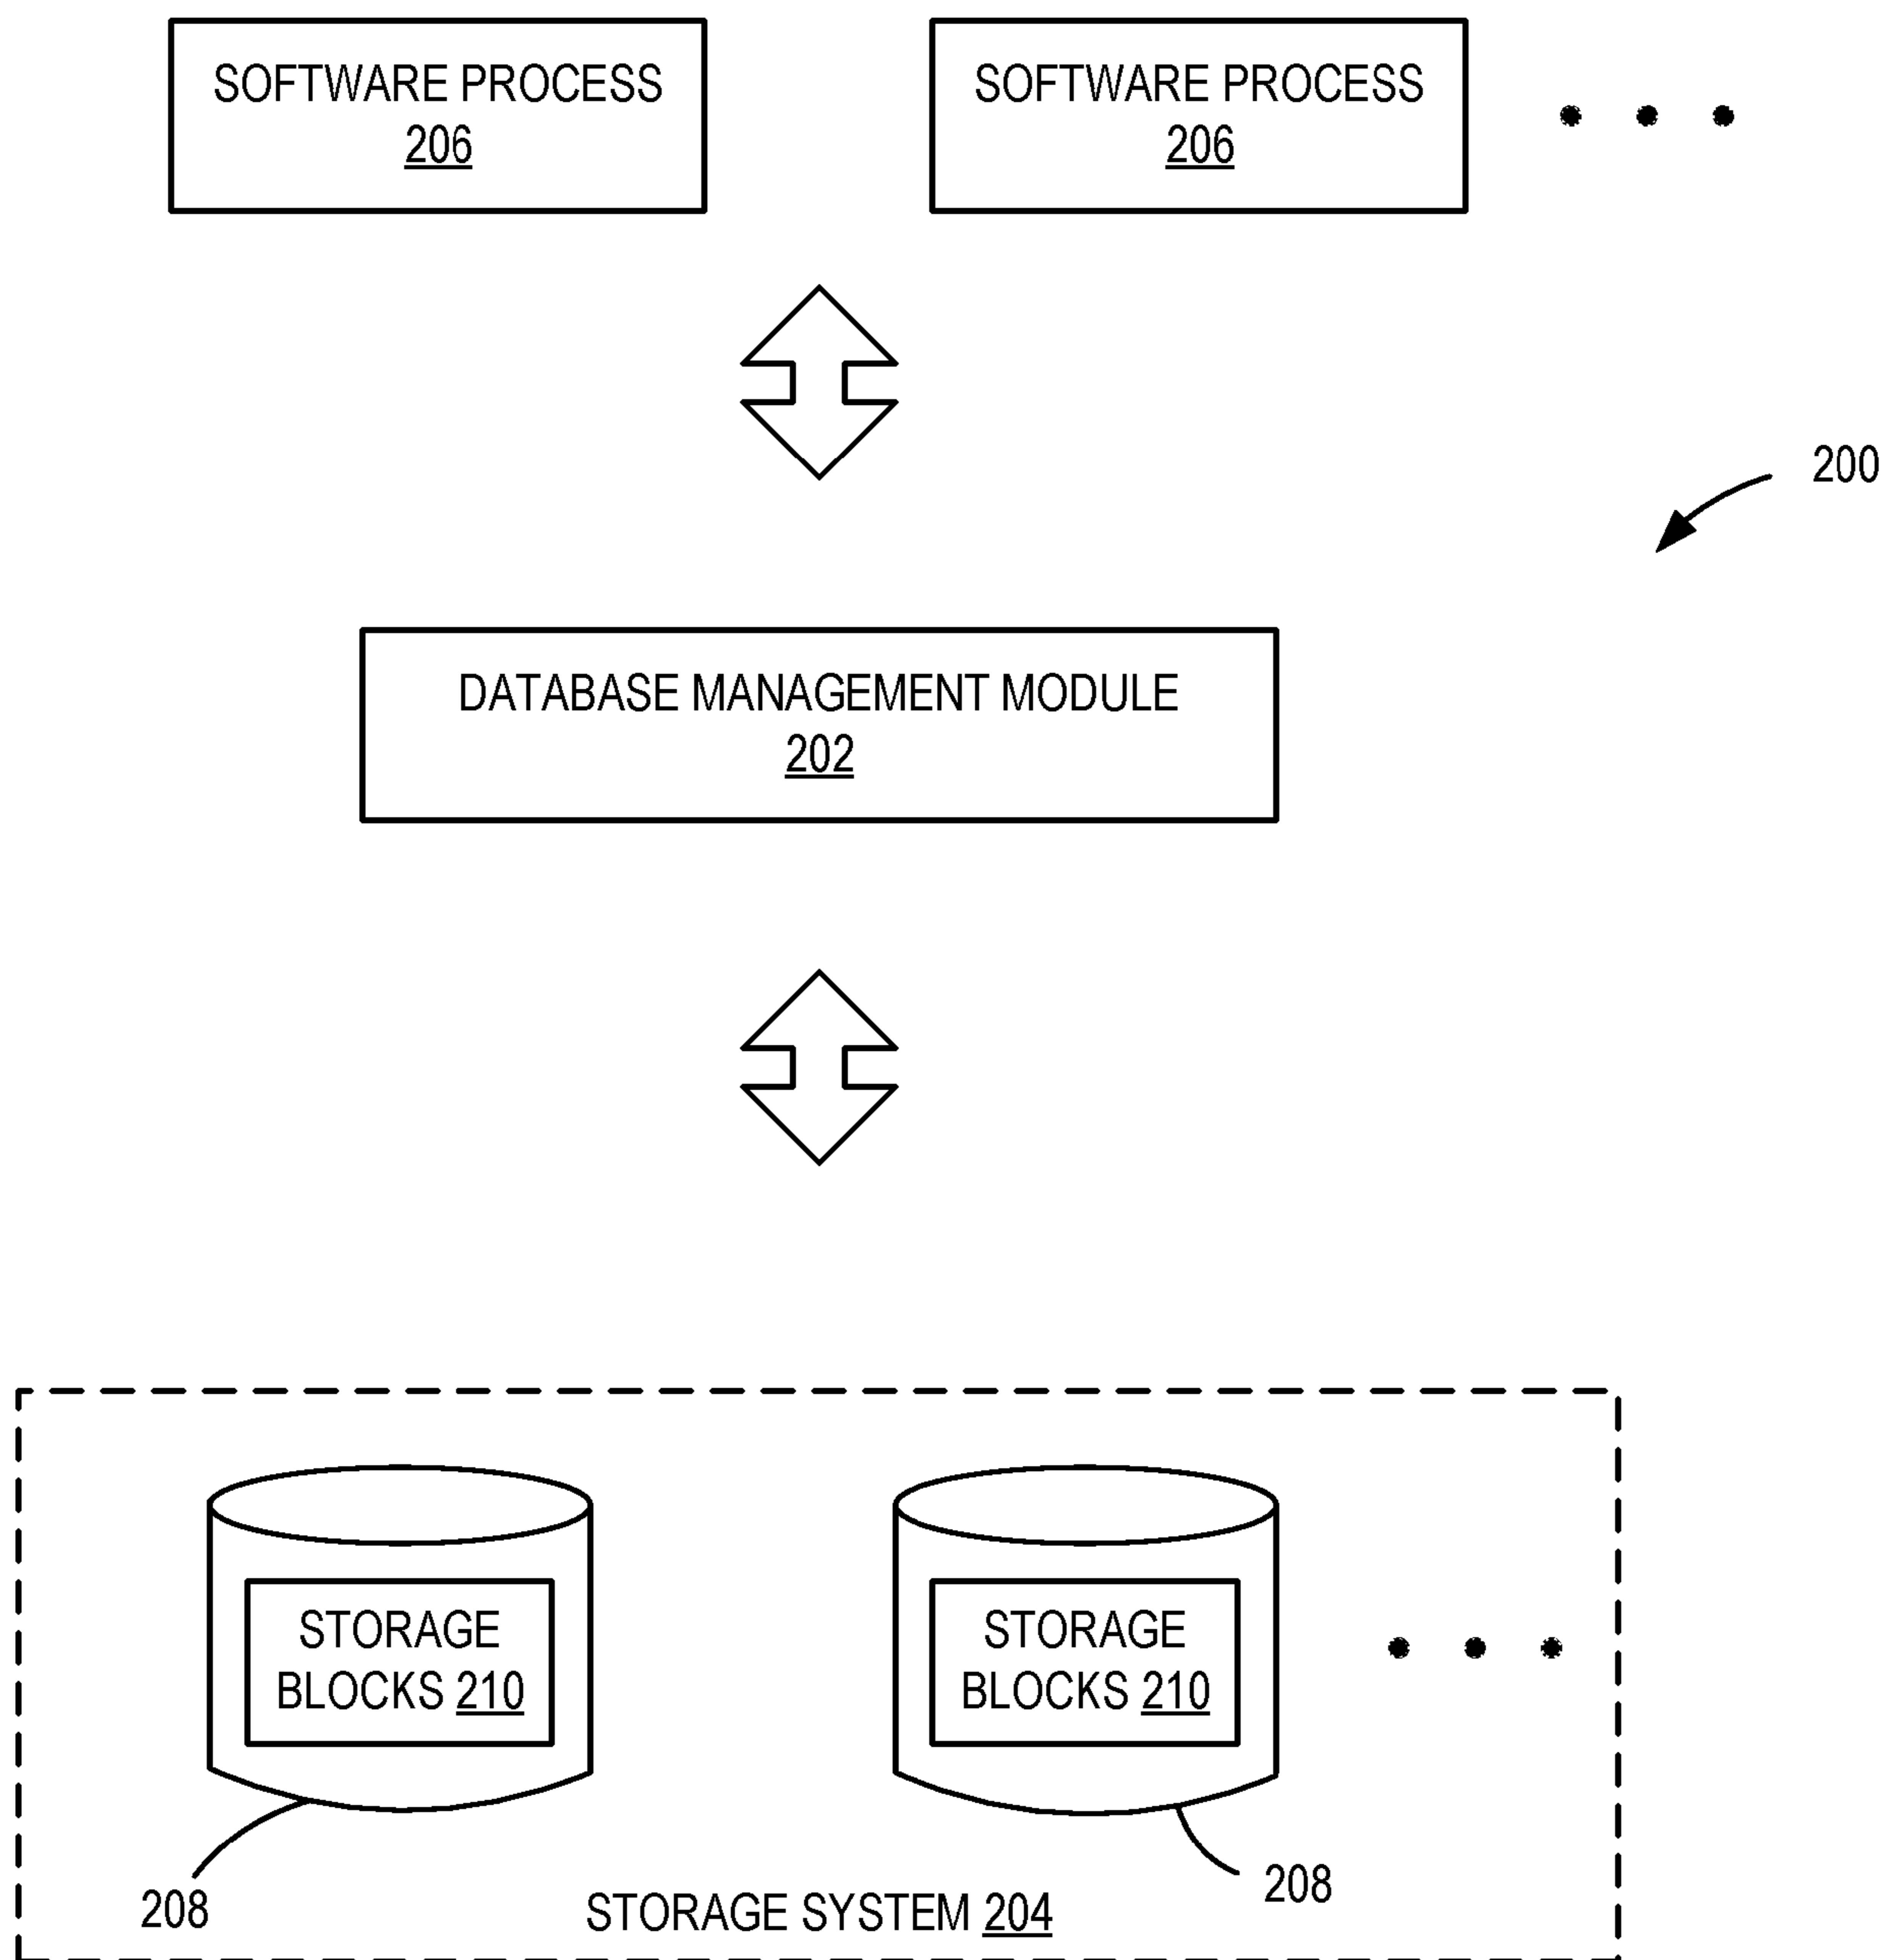 SOFTWARE PROCESS
206
SOFTWARE PROCESS
206
200
DATABASE MANAGEMENT MODULE
202
STORAGE
BLOCKS 210
STORAGE
BLOCKS 210
208
208
STORAGE SYSTEM 204